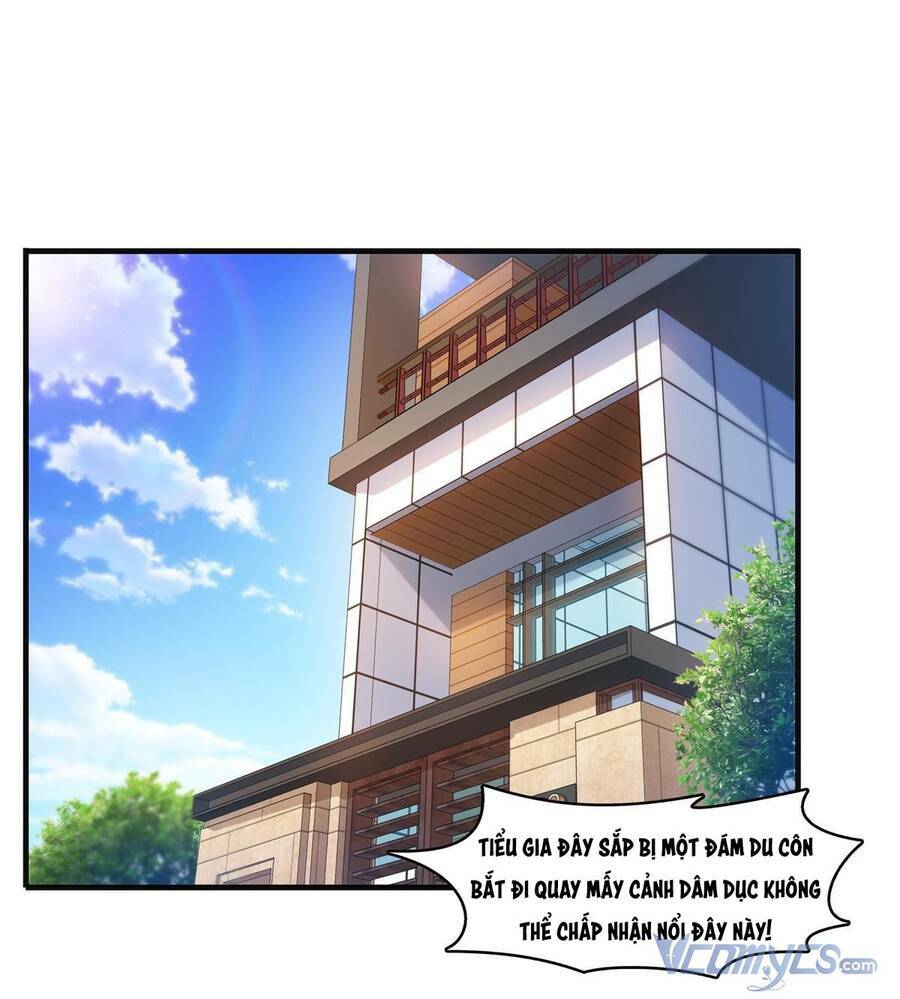 TIỂU GIA ĐÂY SẮP BỊ MỘT ĐÁM DU CÔN
BẮT ĐI QUAY MẤY CẢNH DÂM DỤC KHÔNG
THỂ CHẤP NHẬN NỔI ĐÂY NÀY!
VCOMYCS.com